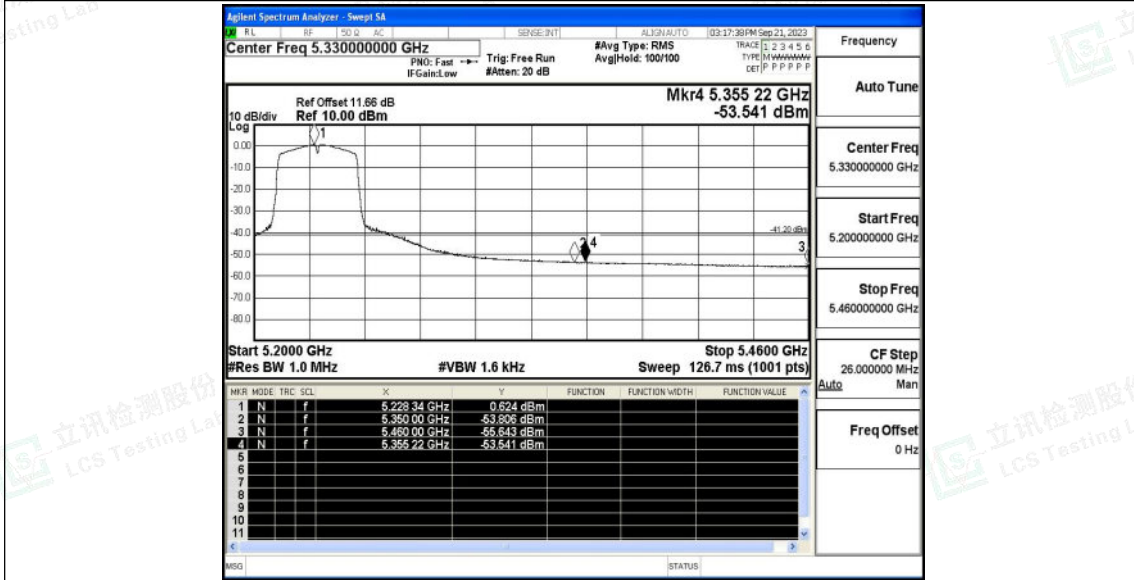 Agilent Spectrum Analyzer - Swept SA
RL RF 50 Ω AC SENSE:INT ALIGN AUTO 03:17:38 PM Sep 21, 2023
Center Freq 5.330000000 GHz
PNO: Fast
IFGain:Low
Trig: Free Run
#Atten: 20 dB
#Avg Type: RMS
Avg|Hold: 100/100
TRACE 1 2 3 4 5 6
TYPE M WWWWW
DET P P P P P P
Mkr4 5.355 22 GHz
-53.541 dBm
Ref Offset 11.66 dB
10 dB/div Ref 10.00 dBm
Log
0.00
-10.0
-20.0
-30.0
-40.0
-50.0
-60.0
-70.0
-80.0
1
4
3
-41.20 dBm
Start 5.2000 GHz Stop 5.4600 GHz
#Res BW 1.0 MHz #VBW 1.6 kHz Sweep 126.7 ms (1001 pts)
MKR MODE TRC SCL X Y FUNCTION FUNCTION WIDTH FUNCTION VALUE
1 N f 5.228 34 GHz 0.624 dBm
2 N f 5.350 00 GHz -53.806 dBm
3 N f 5.460 00 GHz -55.643 dBm
4 N f 5.355 22 GHz -53.541 dBm
5
6
7
8
9
10
11
MSG STATUS
Frequency
Auto Tune
Center Freq
5.330000000 GHz
Start Freq
5.200000000 GHz
Stop Freq
5.460000000 GHz
CF Step
26.000000 MHz
Auto Man
Freq Offset
0 Hz
立讯检测股份
LCS Testing Lab
立讯检测股份
LCS Testing L